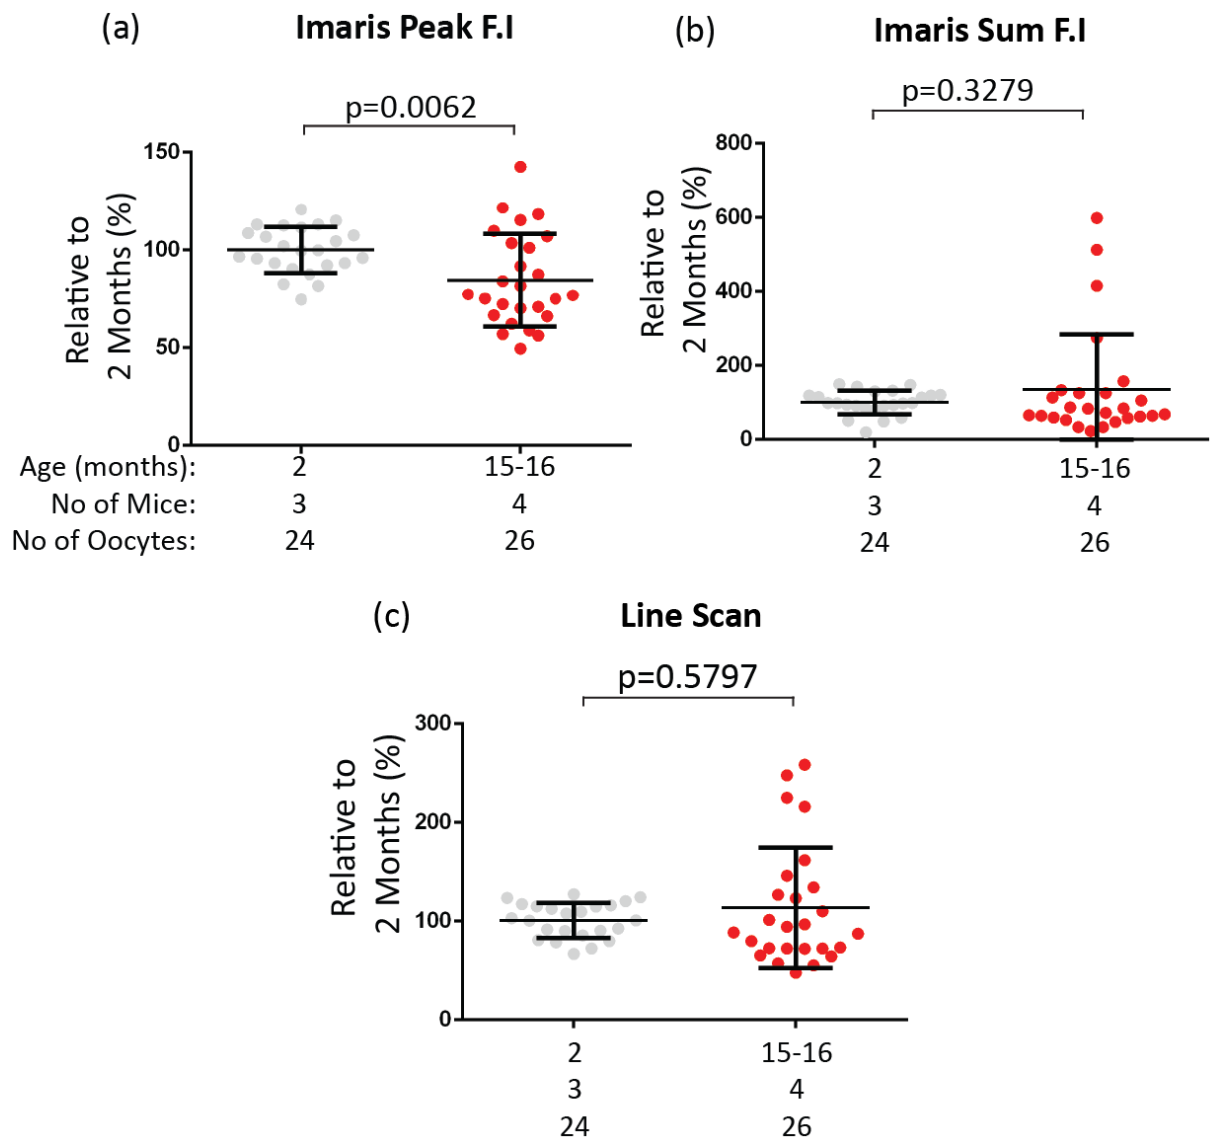 (a)
Imaris Peak F.I
p=0.0062
Relative to
2 Months (%)
150
100
50
0
Age (months): 2 15-16
No of Mice: 3 4
No of Oocytes: 24 26
(b)
Imaris Sum F.I
p=0.3279
Relative to
2 Months (%)
800
600
400
200
0
2 15-16
3 4
24 26
(c)
Line Scan
p=0.5797
Relative to
2 Months (%)
300
200
100
0
2 15-16
3 4
24 26